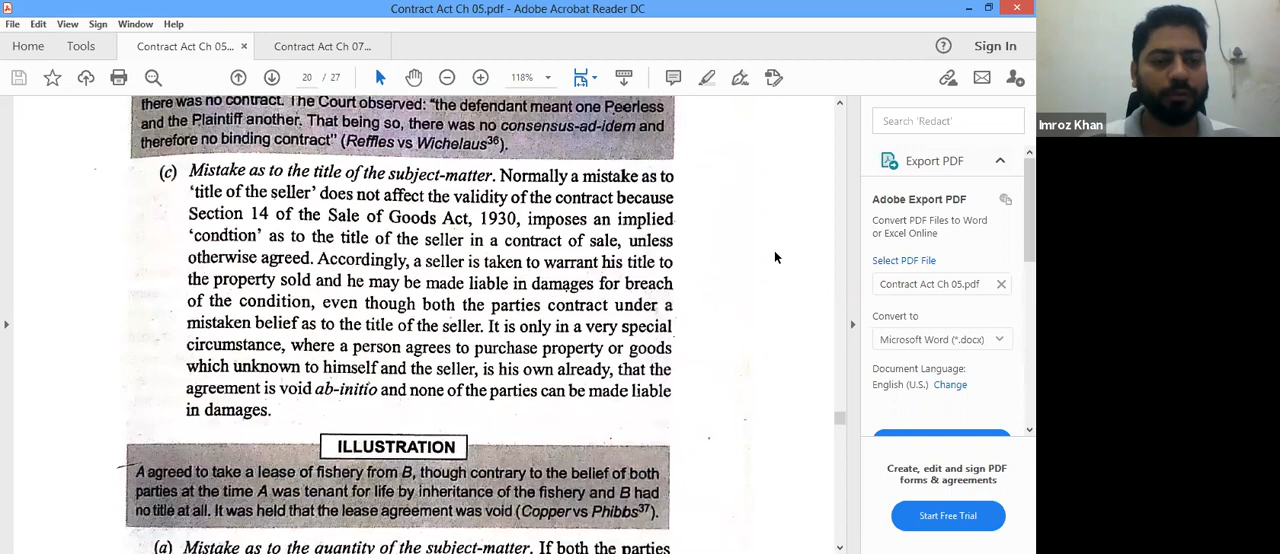 Contract Act Ch 05.pdf - Adobe Acrobat Reader DC
File Edit View Sign Window Help
Home Tools Contract Act Ch 05... × Contract Act Ch 07... Sign In
20 / 27 118%
there was no contract. The Court observed: "the defendant meant one Peerless
and the Plaintiff another. That being so, there was no consensus-ad-idem and
therefore no binding contract" (Reffles vs Wichelaus36).
(c) Mistake as to the title of the subject-matter. Normally a mistake as to
'title of the seller' does not affect the validity of the contract because
Section 14 of the Sale of Goods Act, 1930, imposes an implied
'condtion' as to the title of the seller in a contract of sale, unless
otherwise agreed. Accordingly, a seller is taken to warrant his title to
the property sold and he may be made liable in damages for breach
of the condition, even though both the parties contract under a
mistaken belief as to the title of the seller. It is only in a very special
circumstance, where a person agrees to purchase property or goods
which unknown to himself and the seller, is his own already, that the
agreement is void ab-initio and none of the parties can be made liable
in damages.
ILLUSTRATION
A agreed to take a lease of fishery from B, though contrary to the belief of both
parties at the time A was tenant for life by inheritance of the fishery and B had
no title at all. It was held that the lease agreement was void (Copper vs Phibbs37).
(a) Mistake as to the quantity of the subject-matter. If both the parties
Search 'Redact'
Export PDF
Adobe Export PDF
Convert PDF Files to Word
or Excel Online
Select PDF File
Contract Act Ch 05.pdf
Convert to
Microsoft Word (*.docx)
Document Language:
English (U.S.) Change
Create, edit and sign PDF
forms & agreements
Start Free Trial
Imroz Khan